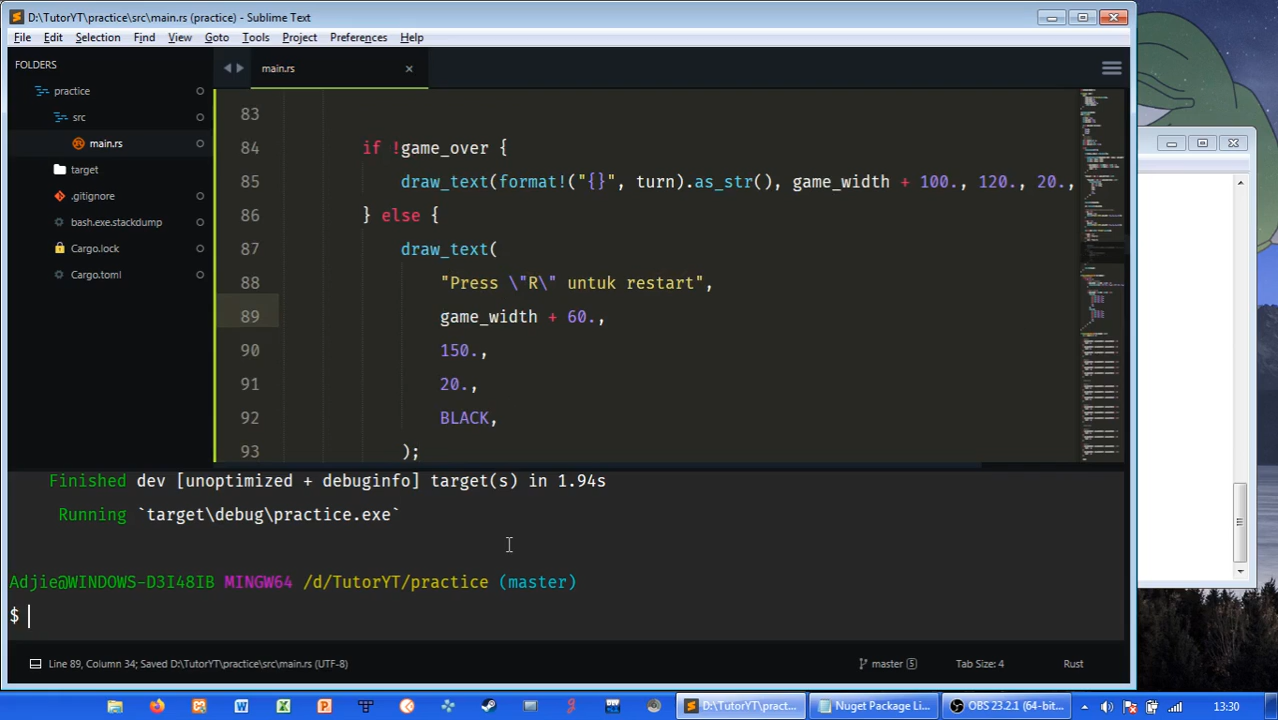 D:\TutorYT\practice\src\main.rs (practice) - Sublime Text
File Edit Selection Find View Goto Tools Project Preferences Help
FOLDERS
practice
src
main.rs
target
.gitignore
bash.exe.stackdump
Cargo.lock
Cargo.toml
main.rs
83
84 if !game_over {
85 draw_text(format!("{}", turn).as_str(), game_width + 100., 120., 20.,
86 } else {
87 draw_text(
88 "Press \"R\" untuk restart",
89 game_width + 60.,
90 150.,
91 20.,
92 BLACK,
93 );
Finished dev [unoptimized + debuginfo] target(s) in 1.94s
Running `target\debug\practice.exe`
Adjie@WINDOWS-D3I48IB MINGW64 /d/TutorYT/practice (master)
$
Line 89, Column 34; Saved D:\TutorYT\practice\src\main.rs (UTF-8)
master 5
Tab Size: 4
Rust
D:\TutorYT\pract...
Nuget Package Li...
OBS 23.2.1 (64-bit...
13:30